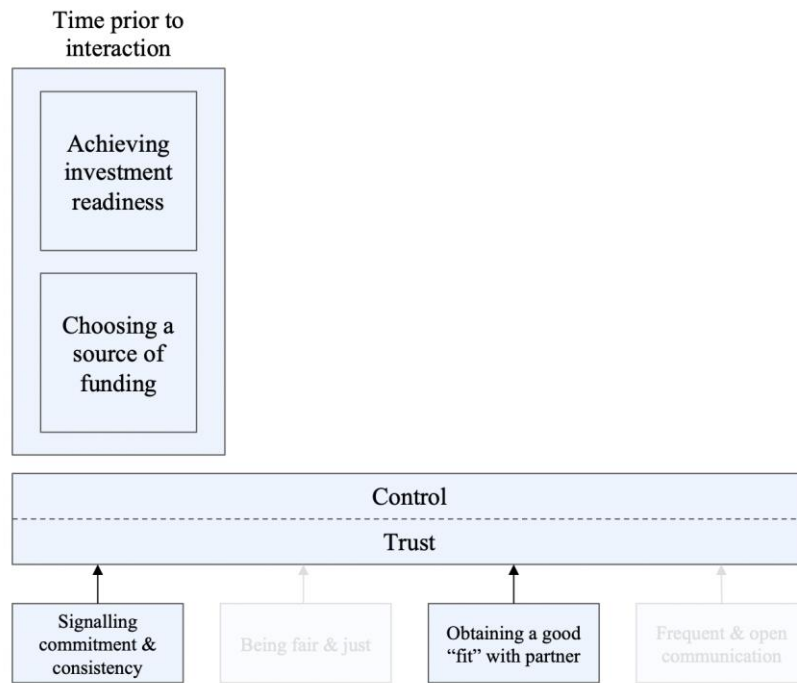 Time prior to
interaction
Achieving
investment
readiness
Choosing a
source of
funding
Control
Trust
Signalling
commitment &
consistency
Being fair & just
Obtaining a good
“fit” with partner
Frequent & open
communication